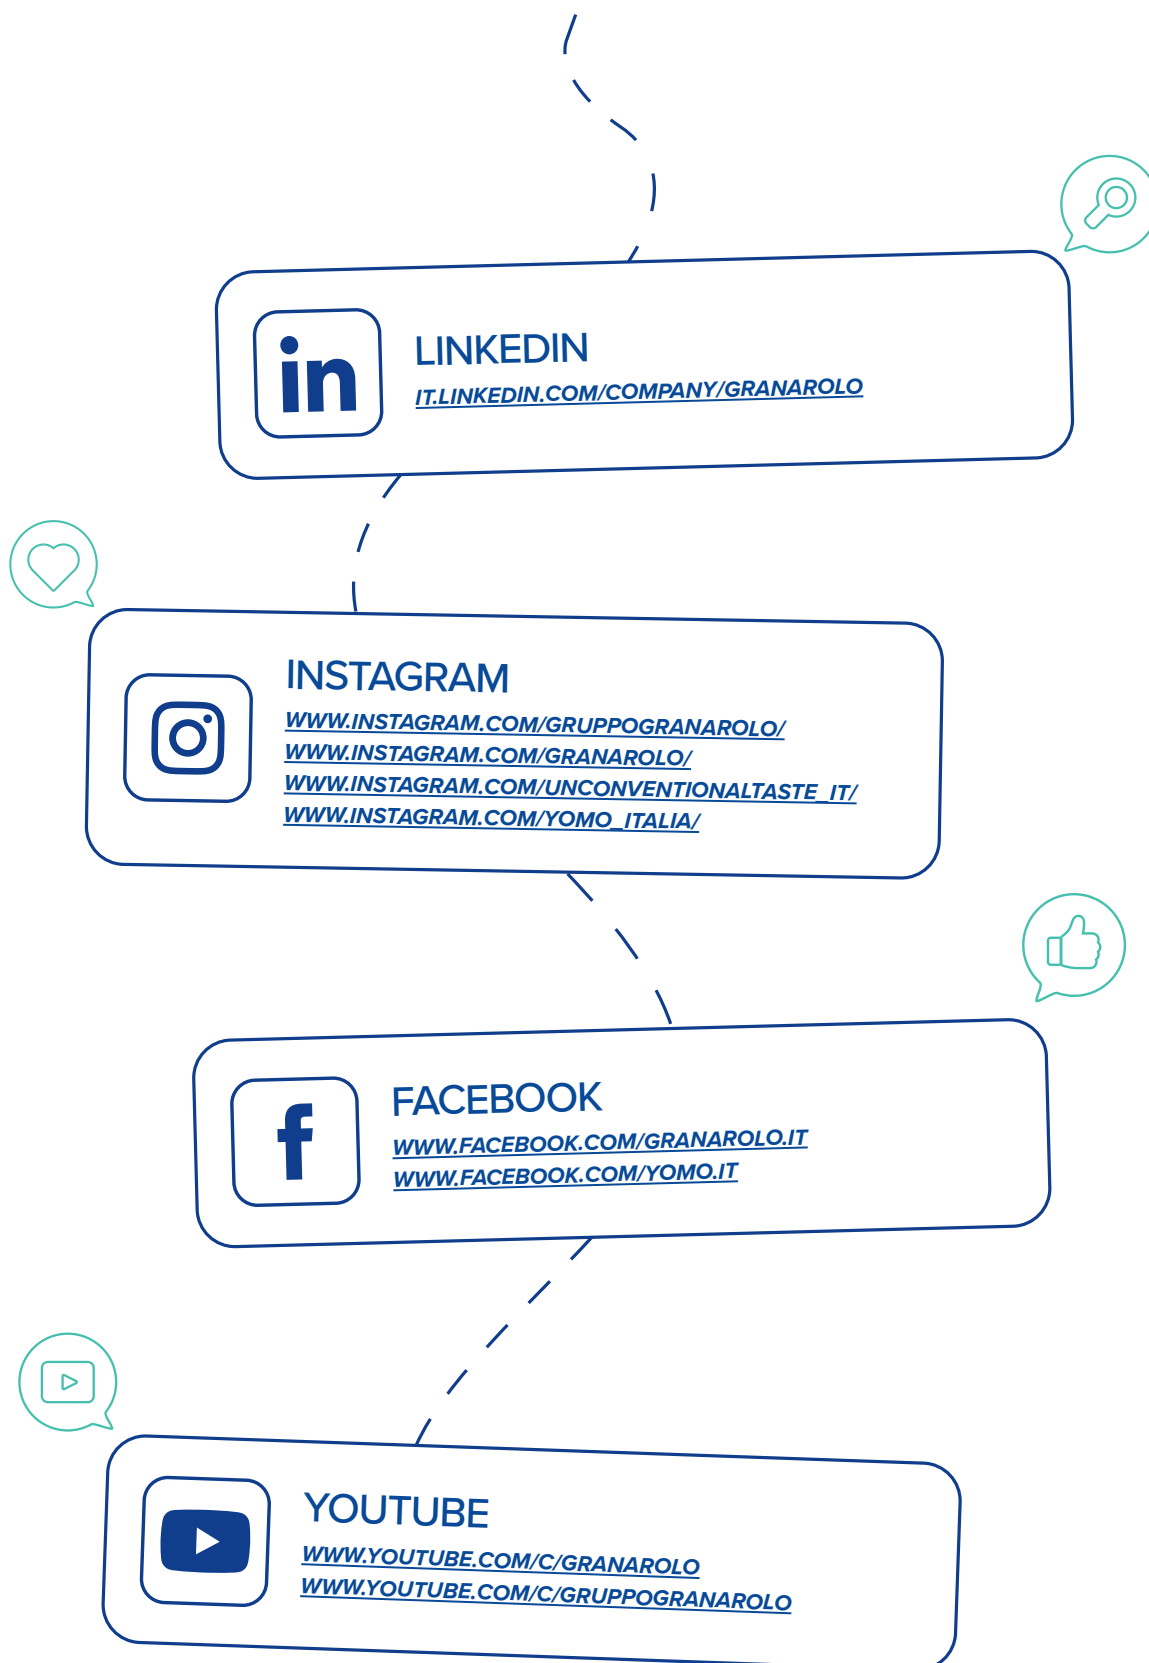 LINKEDIN
IT.LINKEDIN.COM/COMPANY/GRANAROLO
INSTAGRAM
WWW.INSTAGRAM.COM/GRUPPOGRANAROLO/
WWW.INSTAGRAM.COM/GRANAROLO/
WWW.INSTAGRAM.COM/UNCONVENTIONALTASTE_IT/
WWW.INSTAGRAM.COM/YOMO_ITALIA/
FACEBOOK
WWW.FACEBOOK.COM/GRANAROLO.IT
WWW.FACEBOOK.COM/YOMO.IT
YOUTUBE
WWW.YOUTUBE.COM/C/GRANAROLO
WWW.YOUTUBE.COM/C/GRUPPOGRANAROLO